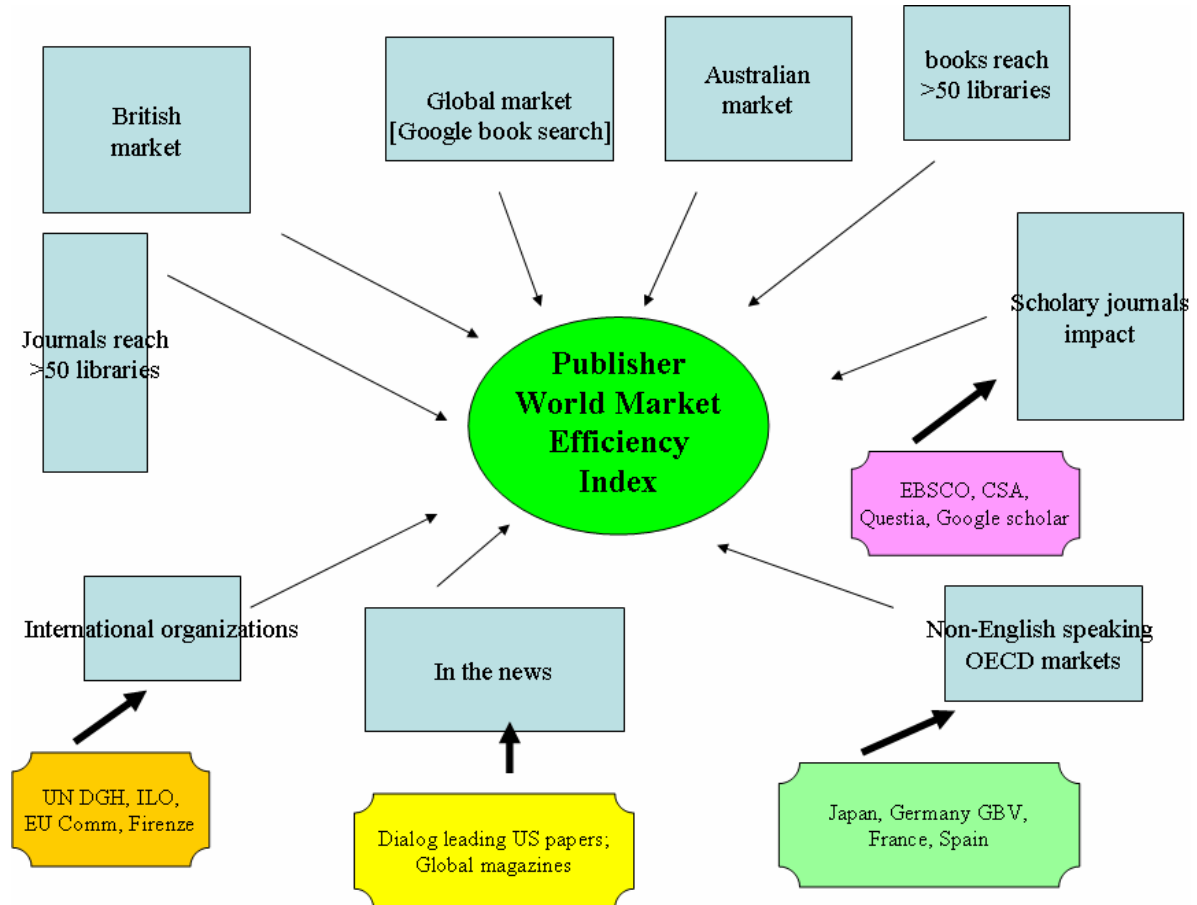 British
market
Global market
[Google book search]
Australian
market
books reach
>50 libraries
Journals reach
>50 libraries
Scholary journals
impact
Publisher
World Market
Efficiency
Index
EBSCO, CSA,
Questia, Google scholar
International organizations
In the news
Non-English speaking
OECD markets
UN DGH, ILO,
EU Comm, Firenze
Dialog leading US papers;
Global magazines
Japan, Germany GBV,
France, Spain